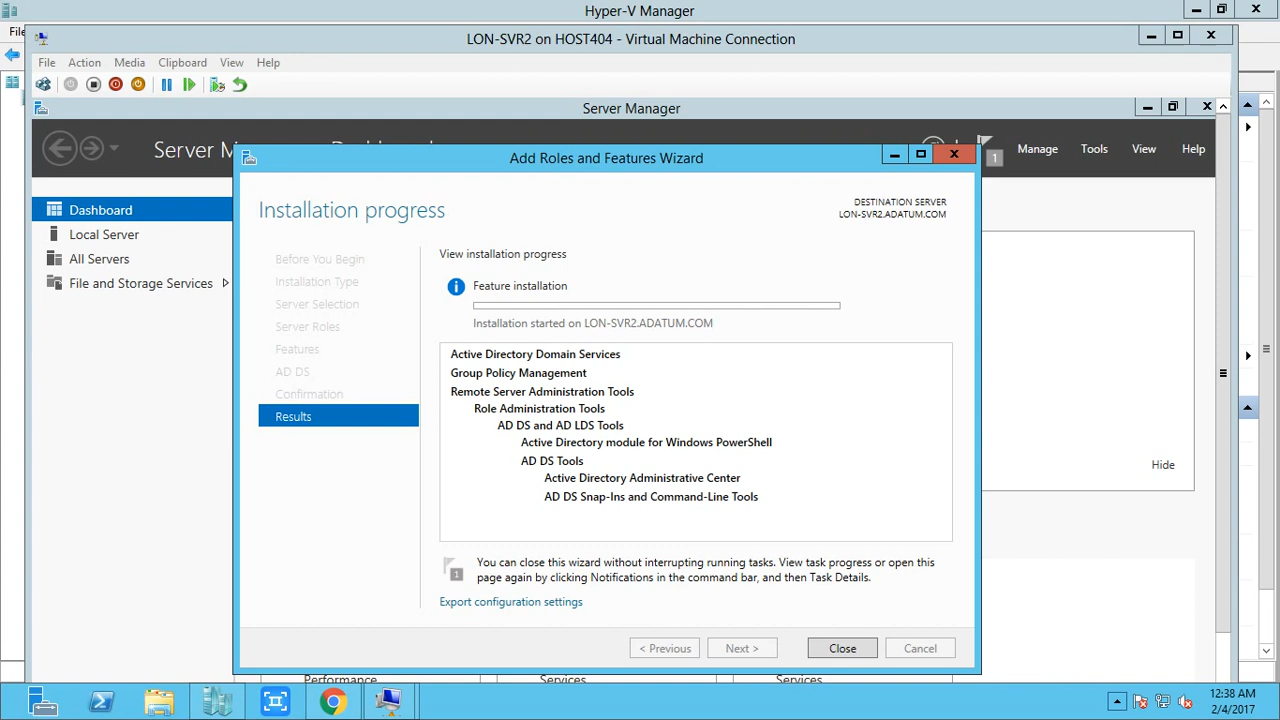 Hyper-V Manager
LON-SVR2 on HOST404 - Virtual Machine Connection
File Action Media Clipboard View Help
Server Manager
Manage Tools View Help
1
Dashboard
Local Server
All Servers
File and Storage Services
Add Roles and Features Wizard
Installation progress
DESTINATION SERVER
LON-SVR2.ADATUM.COM
Before You Begin
Installation Type
Server Selection
Server Roles
Features
AD DS
Confirmation
Results
View installation progress
Feature installation
Installation started on LON-SVR2.ADATUM.COM
Active Directory Domain Services
Group Policy Management
Remote Server Administration Tools
Role Administration Tools
AD DS and AD LDS Tools
Active Directory module for Windows PowerShell
AD DS Tools
Active Directory Administrative Center
AD DS Snap-Ins and Command-Line Tools
1
You can close this wizard without interrupting running tasks. View task progress or open this
page again by clicking Notifications in the command bar, and then Task Details.
Export configuration settings
< Previous Next > Close Cancel
Hide
Performance Services Services
12:38 AM
2/4/2017